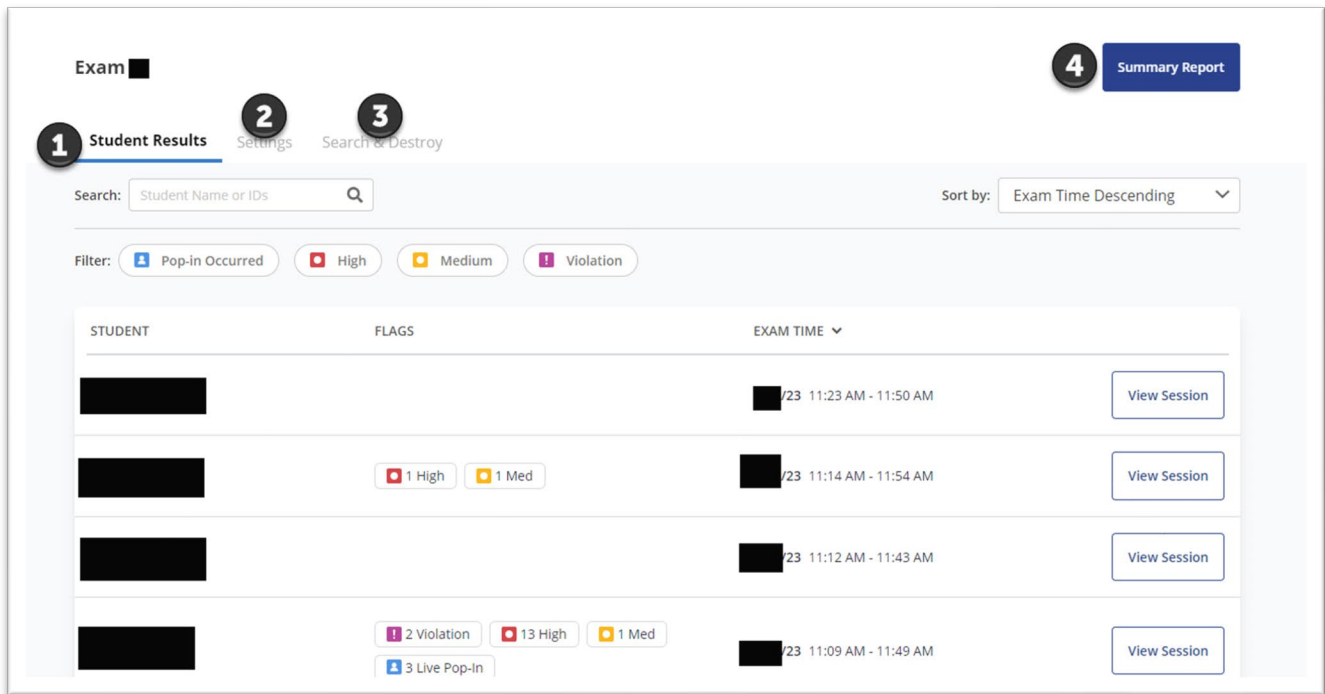 Exam
4 Summary Report
1 Student Results 2 Settings 3 Search & Destroy
Search: Student Name or IDs
Sort by: Exam Time Descending
Filter: Pop-in Occurred High Medium ! Violation
STUDENT FLAGS EXAM TIME
/23 11:23 AM - 11:50 AM View Session
1 High 1 Med /23 11:14 AM - 11:54 AM View Session
/23 11:12 AM - 11:43 AM View Session
! 2 Violation 13 High 1 Med
/23 11:09 AM - 11:49 AM View Session
3 Live Pop-In